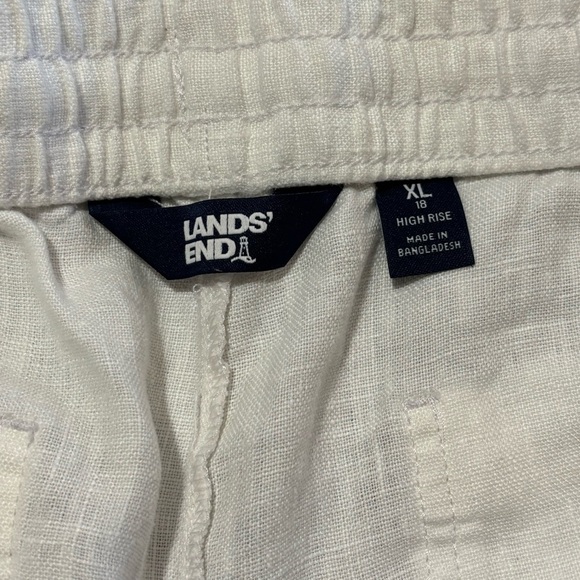 LANDS'
END
XL
18
HIGH RISE
MADE IN
BANGLADESH